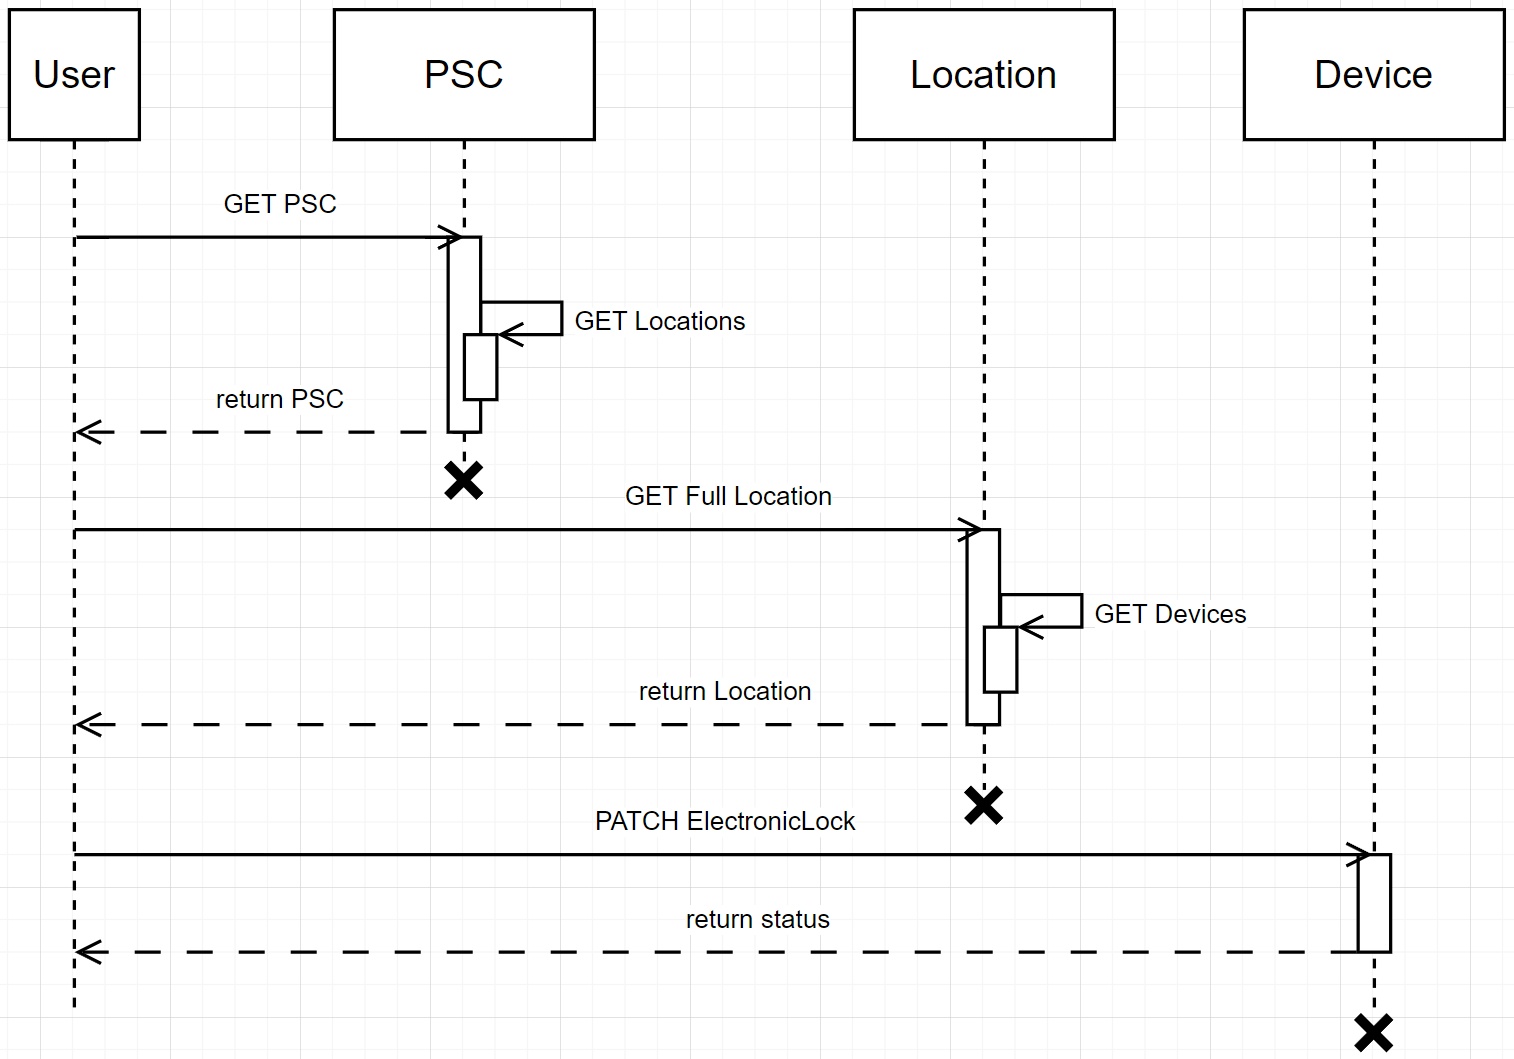 User
PSC
Location
Device
GET PSC
GET Locations
return PSC
GET Full Location
GET Devices
return Location
PATCH ElectronicLock
return status